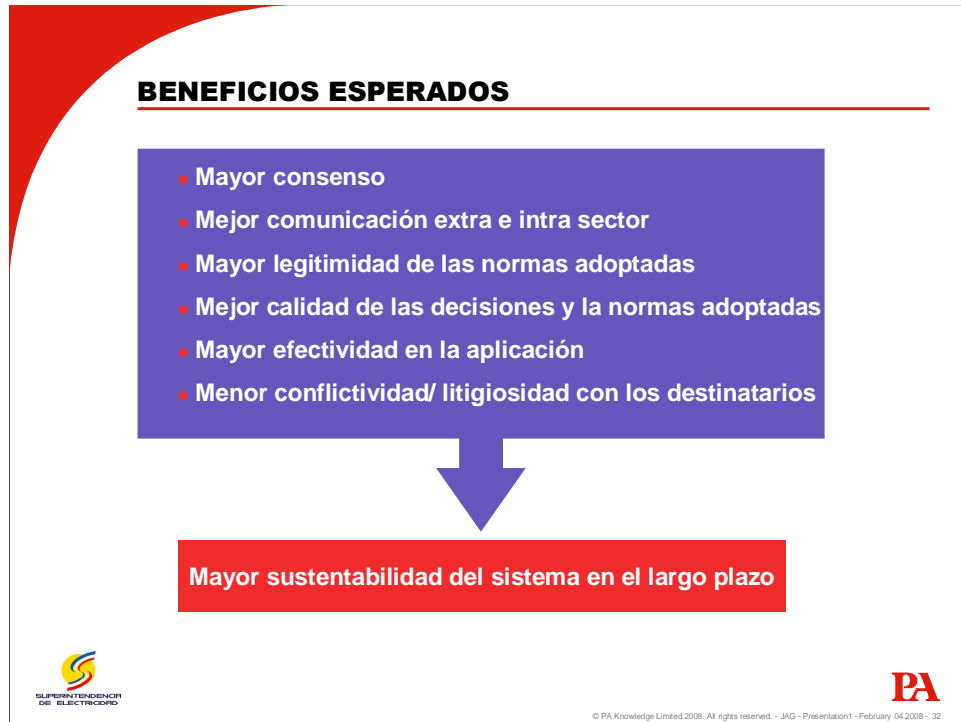 BENEFICIOS ESPERADOS
Mayor consenso
Mejor comunicación extra e intra sector
Mayor legitimidad de las normas adoptadas
Mejor calidad de las decisiones y la normas adoptadas
Mayor efectividad en la aplicación
Menor conflictividad/ litigiosidad con los destinatarios
Mayor sustentabilidad del sistema en el largo plazo
SUPERINTENDENCIA
DE ELECTRICIDAD
PA
© PA Knowledge Limited 2008. All rights reserved. - JAG - Presentation1 - February 04 2008 - 32